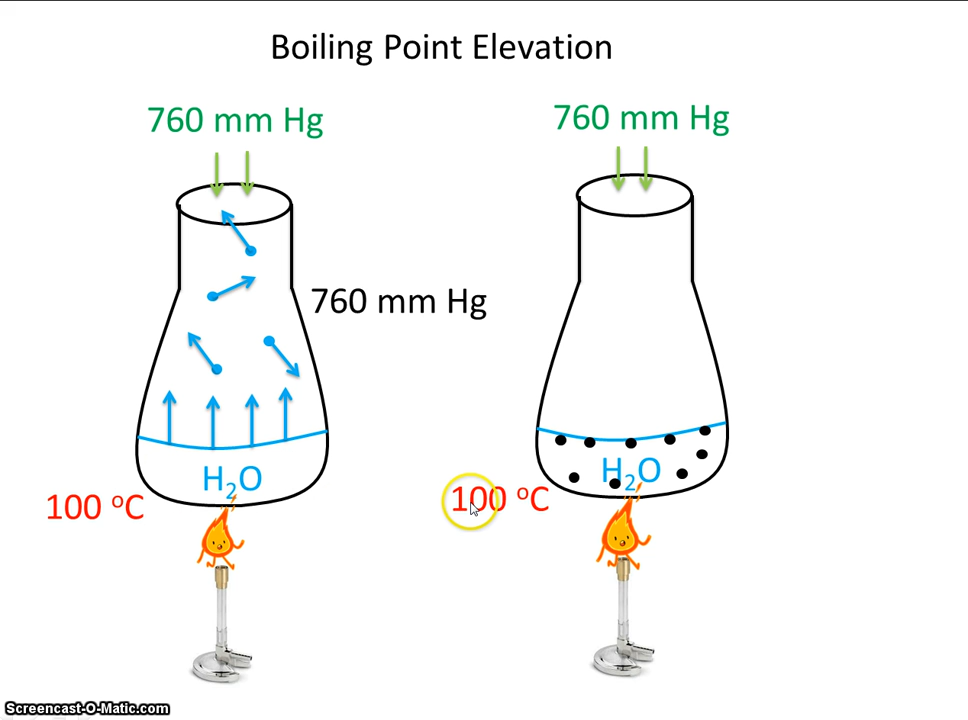 Boiling Point Elevation
760 mm Hg
760 mm Hg
760 mm Hg
H₂O
H₂O
100 ºC
100 ºC
Screencast-O-Matic.com